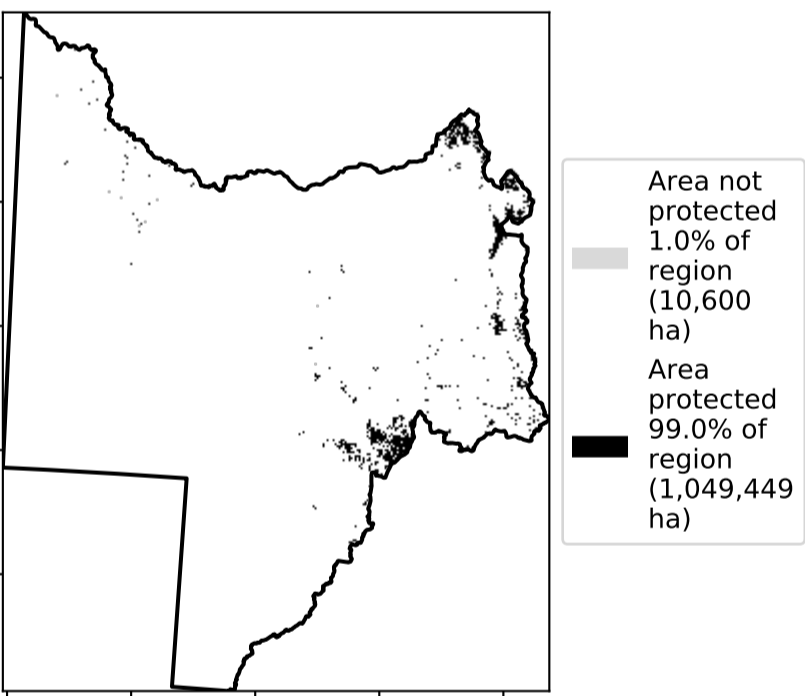 Area not
protected
1.0% of
region
(10,600
ha)
Area
protected
99.0% of
region
(1,049,449
ha)